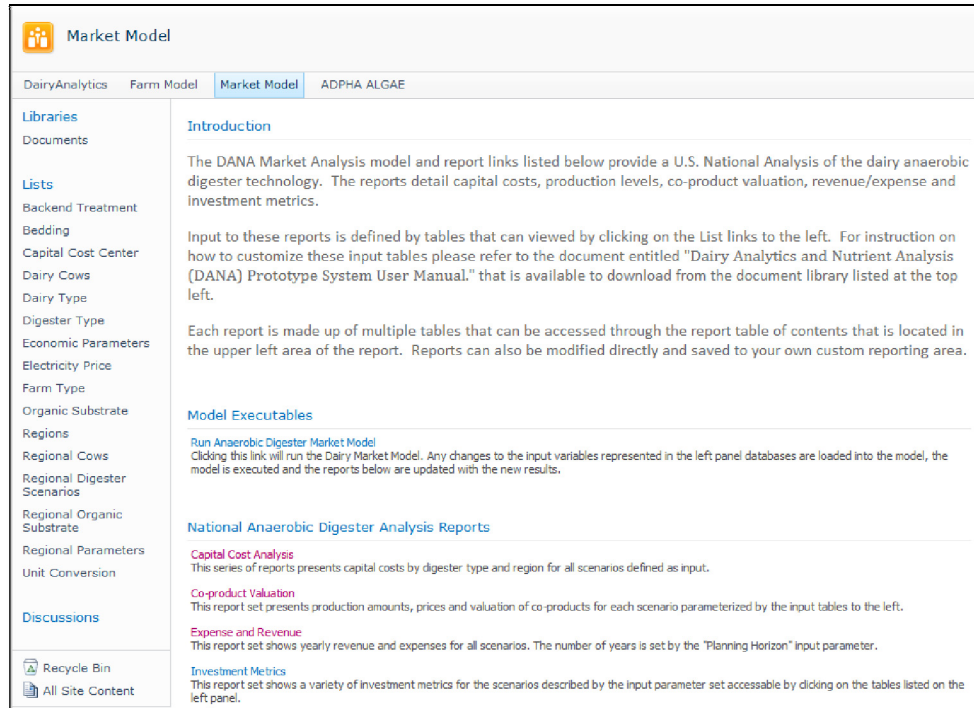 Market Model
DairyAnalytics Farm Model Market Model ADPHA ALGAE
Libraries
Documents
Lists
Backend Treatment
Bedding
Capital Cost Center
Dairy Cows
Dairy Type
Digester Type
Economic Parameters
Electricity Price
Farm Type
Organic Substrate
Regions
Regional Cows
Regional Digester
Scenarios
Regional Organic
Substrate
Regional Parameters
Unit Conversion
Discussions
Recycle Bin
All Site Content
Introduction
The DANA Market Analysis model and report links listed below provide a U.S. National Analysis of the dairy anaerobic
digester technology. The reports detail capital costs, production levels, co-product valuation, revenue/expense and
investment metrics.
Input to these reports is defined by tables that can viewed by clicking on the List links to the left. For instruction on
how to customize these input tables please refer to the document entitled "Dairy Analytics and Nutrient Analysis
(DANA) Prototype System User Manual." that is available to download from the document library listed at the top
left.
Each report is made up of multiple tables that can be accessed through the report table of contents that is located in
the upper left area of the report. Reports can also be modified directly and saved to your own custom reporting area.
Model Executables
Run Anaerobic Digester Market Model
Clicking this link will run the Dairy Market Model. Any changes to the input variables represented in the left panel databases are loaded into the model, the
model is executed and the reports below are updated with the new results.
National Anaerobic Digester Analysis Reports
Capital Cost Analysis
This series of reports presents capital costs by digester type and region for all scenarios defined as input.
Co-product Valuation
This report set presents production amounts, prices and valuation of co-products for each scenario parameterized by the input tables to the left.
Expense and Revenue
This report set shows yearly revenue and expenses for all scenarios. The number of years is set by the "Planning Horizon" input parameter.
Investment Metrics
This report set shows a variety of investment metrics for the scenarios described by the input parameter set accessable by clicking on the tables listed on the
left panel.